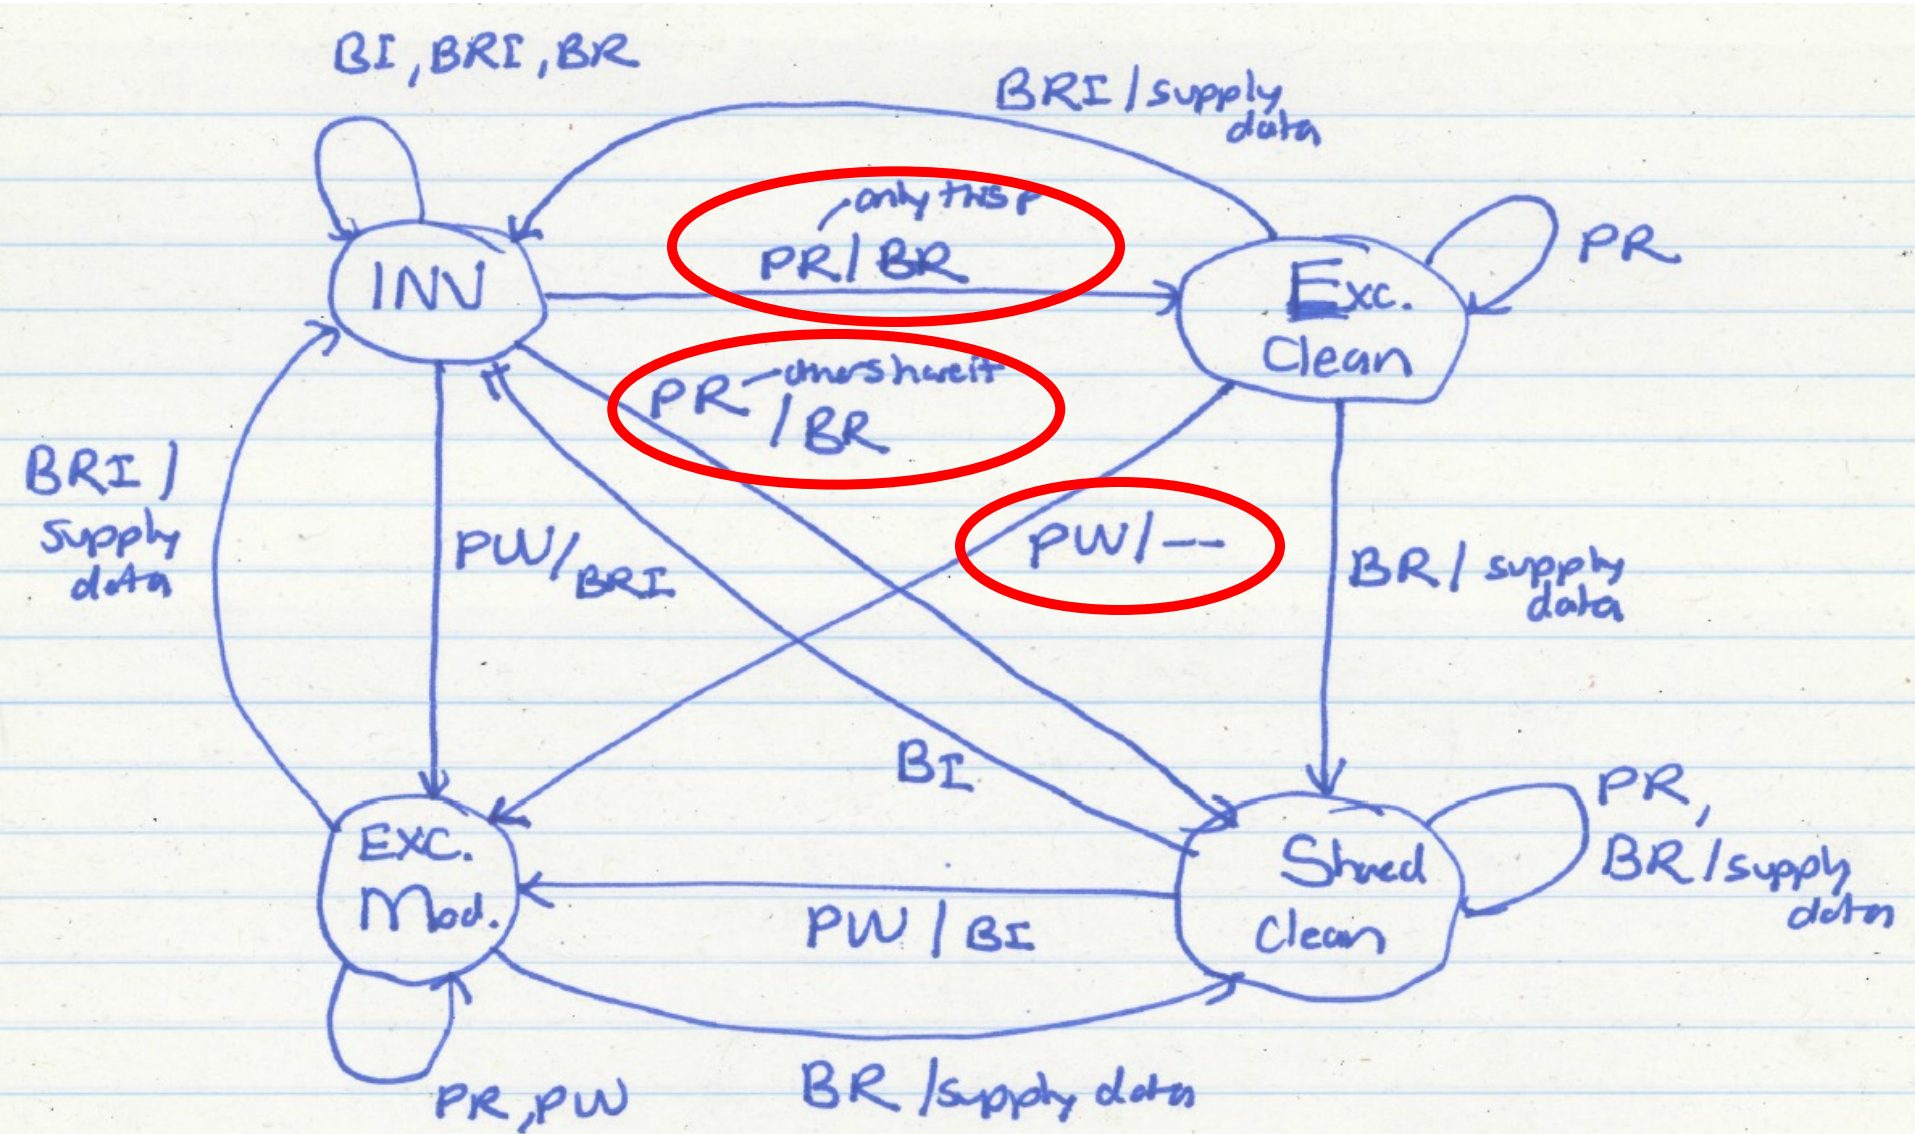 BI, BRI, BR
BRI / supply
data
only this P
PR / BR
INV
Exc.
Clean
PR
PR others have it
/ BR
BRI /
supply
data
PW / BRI
PW / --
BR / supply
data
BI
EXC.
Mod.
Shared
Clean
PR,
BR / supply
data
PW / BI
PR, PW
BR / supply data